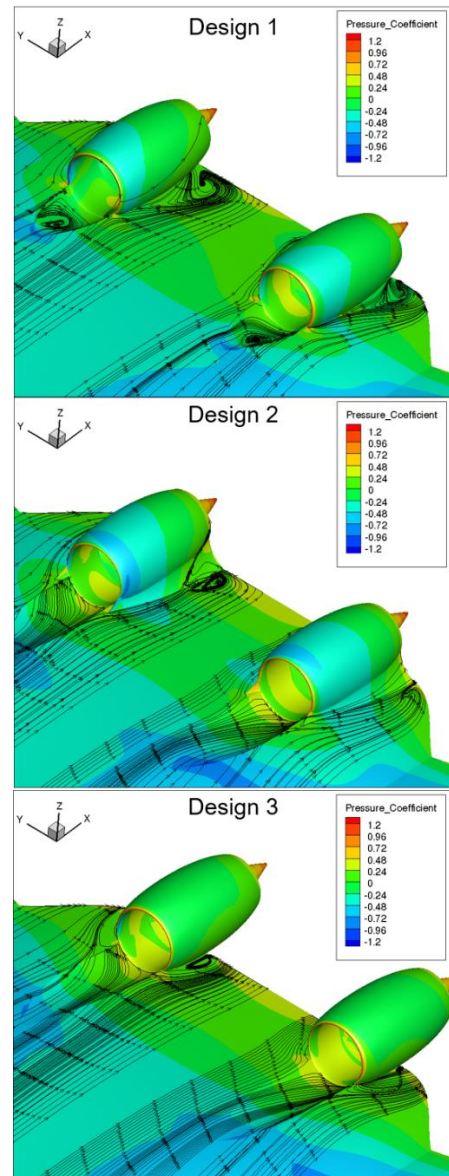 Design 1
Pressure_Coefficient
1.2
0.96
0.72
0.48
0.24
0
-0.24
-0.48
-0.72
-0.96
-1.2
Z
Y X
Design 2
Pressure_Coefficient
1.2
0.96
0.72
0.48
0.24
0
-0.24
-0.48
-0.72
-0.96
-1.2
Z
Y X
Design 3
Pressure_Coefficient
1.2
0.96
0.72
0.48
0.24
0
-0.24
-0.48
-0.72
-0.96
-1.2
Z
Y X